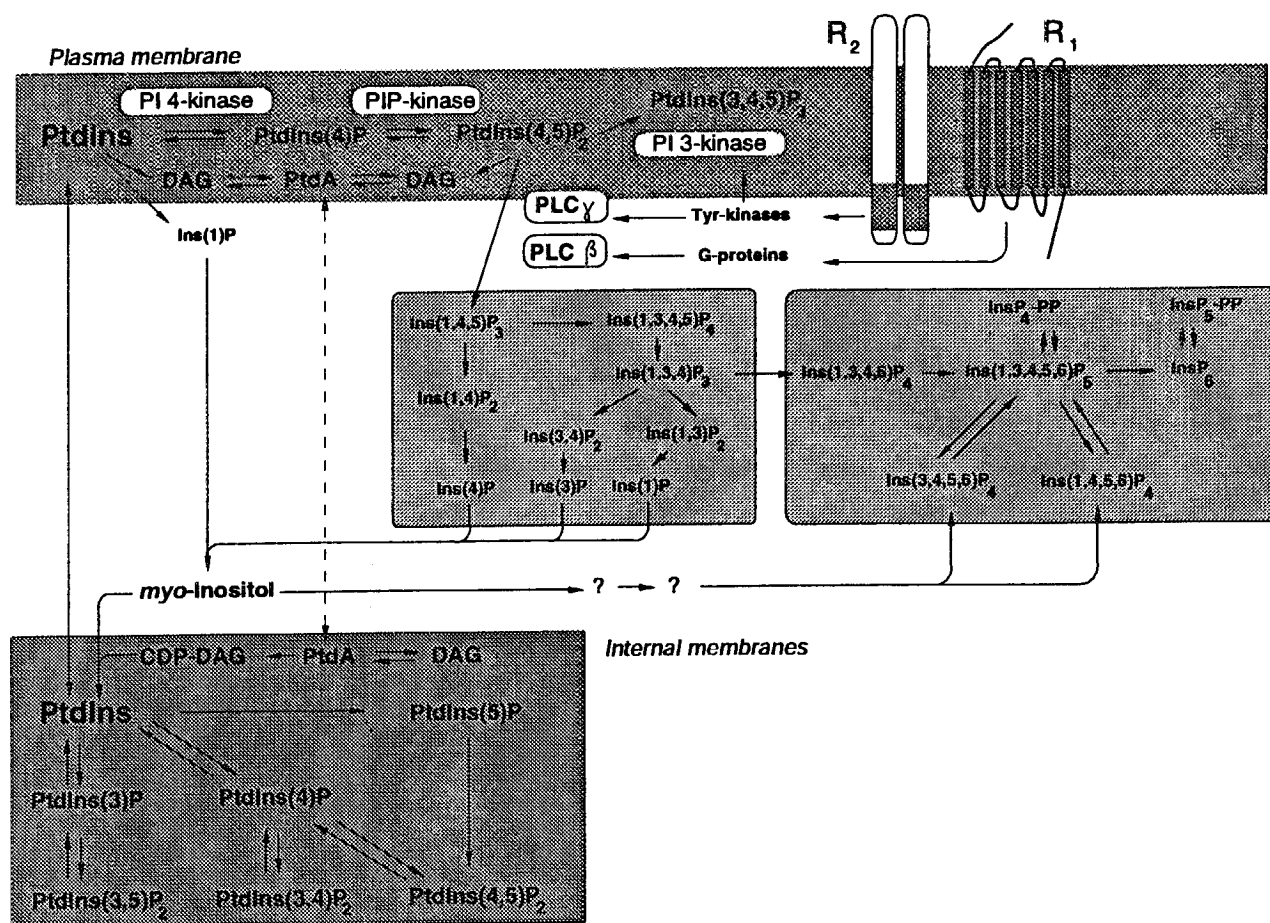 R2 R1
Plasma membrane
PI 4-kinase PIP-kinase PtdIns(3,4,5)P3
PtdIns PtdIns(4)P PtdIns(4,5)P2 PI 3-kinase
DAG PtdA DAG
PLC γ Tyr-kinases
Ins(1)P
PLC β G-proteins
Ins(1,4,5)P3 Ins(1,3,4,5)P4 InsP4-PP InsP5-PP
Ins(1,3,4)P3 Ins(1,3,4,6)P4 Ins(1,3,4,5,6)P5 InsP6
Ins(1,4)P2
Ins(3,4)P2 Ins(1,3)P2
Ins(4)P Ins(3)P Ins(1)P Ins(3,4,5,6)P4 Ins(1,4,5,6)P4
myo-Inositol ? ?
CDP-DAG PtdA DAG Internal membranes
PtdIns PtdIns(5)P
PtdIns(3)P PtdIns(4)P
PtdIns(3,5)P2 PtdIns(3,4)P2 PtdIns(4,5)P2